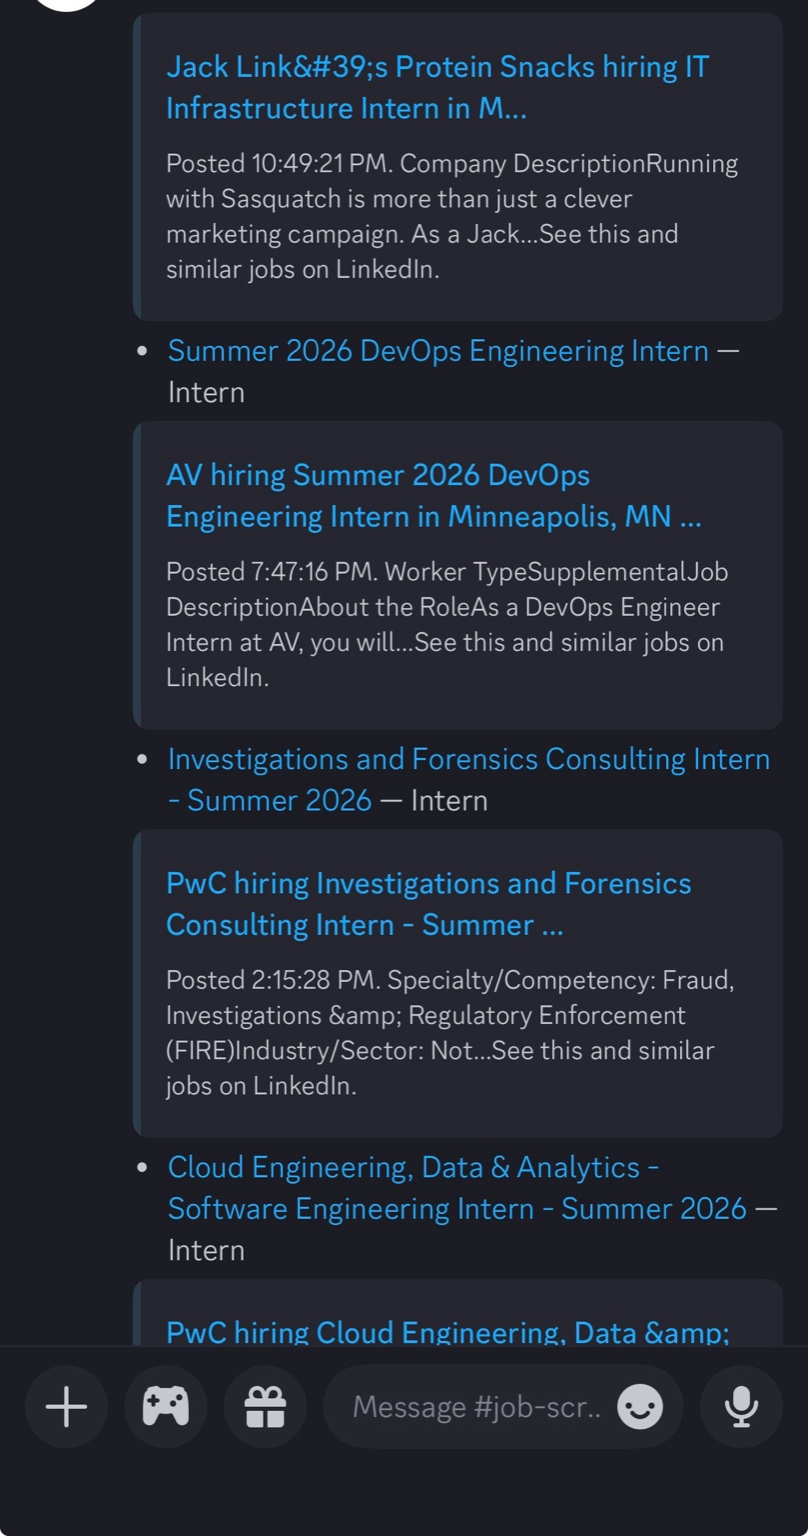 Jack Link&#39;s Protein Snacks hiring IT
Infrastructure Intern in M...
Posted 10:49:21 PM. Company DescriptionRunning
with Sasquatch is more than just a clever
marketing campaign. As a Jack...See this and
similar jobs on LinkedIn.
• Summer 2026 DevOps Engineering Intern —
Intern
AV hiring Summer 2026 DevOps
Engineering Intern in Minneapolis, MN ...
Posted 7:47:16 PM. Worker TypeSupplementalJob
DescriptionAbout the RoleAs a DevOps Engineer
Intern at AV, you will...See this and similar jobs on
LinkedIn.
• Investigations and Forensics Consulting Intern
- Summer 2026 — Intern
PwC hiring Investigations and Forensics
Consulting Intern - Summer ...
Posted 2:15:28 PM. Specialty/Competency: Fraud,
Investigations &amp; Regulatory Enforcement
(FIRE)Industry/Sector: Not...See this and similar
jobs on LinkedIn.
• Cloud Engineering, Data & Analytics -
Software Engineering Intern - Summer 2026 —
Intern
PwC hiring Cloud Engineering, Data &amp;
Message #job-scr..